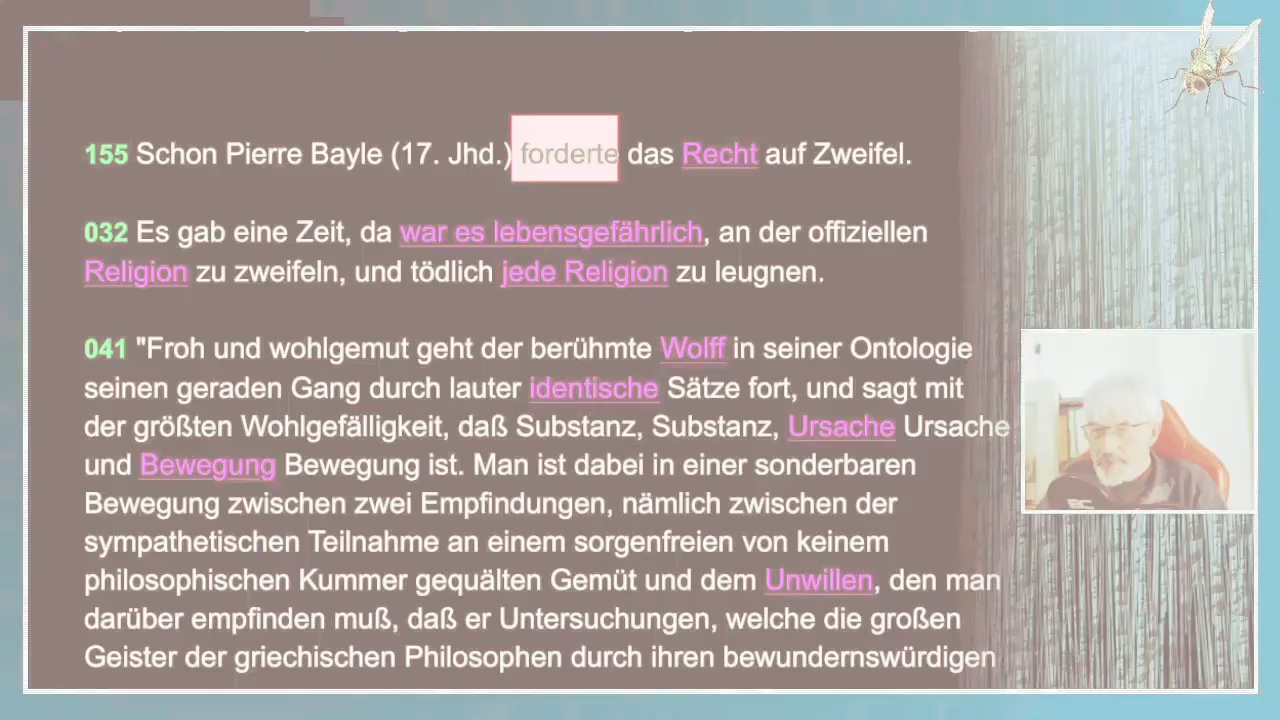 155 Schon Pierre Bayle (17. Jhd.) forderte das Recht auf Zweifel.
032 Es gab eine Zeit, da war es lebensgefährlich, an der offiziellen
Religion zu zweifeln, und tödlich jede Religion zu leugnen.
041 "Froh und wohlgemut geht der berühmte Wolff in seiner Ontologie
seinen geraden Gang durch lauter identische Sätze fort, und sagt mit
der größten Wohlgefälligkeit, daß Substanz, Substanz, Ursache Ursache
und Bewegung Bewegung ist. Man ist dabei in einer sonderbaren
Bewegung zwischen zwei Empfindungen, nämlich zwischen der
sympathetischen Teilnahme an einem sorgenfreien von keinem
philosophischen Kummer gequälten Gemüt und dem Unwillen, den man
darüber empfinden muß, daß er Untersuchungen, welche die großen
Geister der griechischen Philosophen durch ihren bewundernswürdigen